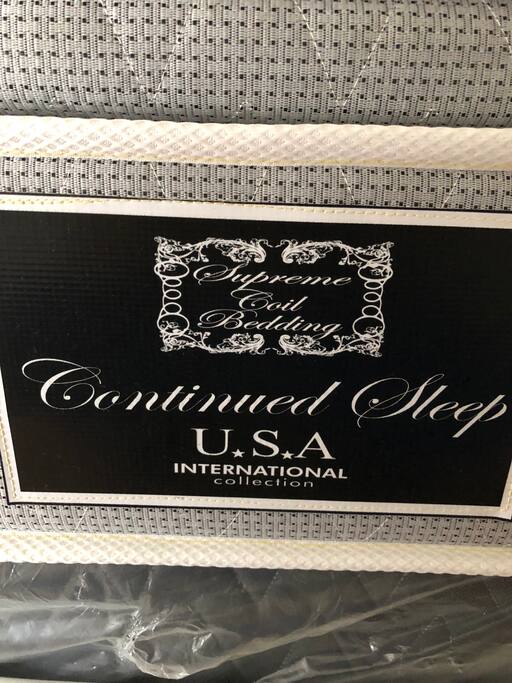 Supreme
Coil
Bedding
Continued Sleep
U.S.A
INTERNATIONAL
collection